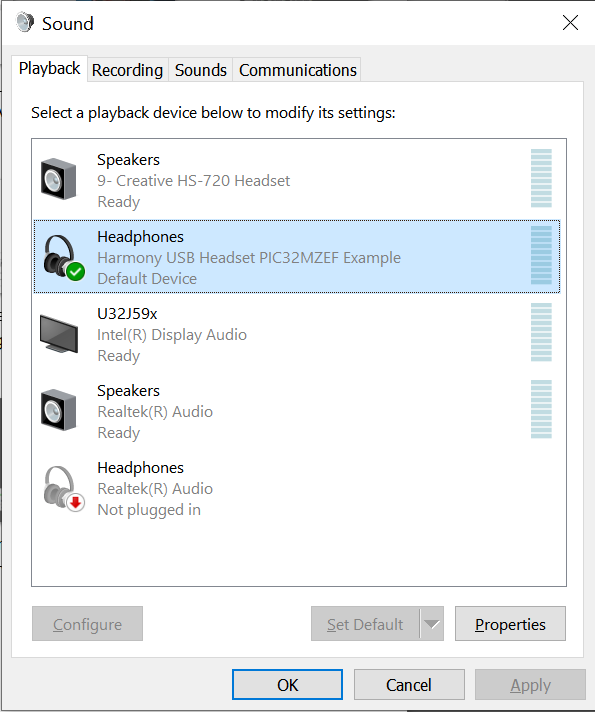 Sound
Playback
Recording
Sounds
Communications
Select a playback device below to modify its settings:
Speakers
9- Creative HS-720 Headset
Ready
Headphones
Harmony USB Headset PIC32MZEF Example
Default Device
U32J59x
Intel(R) Display Audio
Ready
Speakers
Realtek(R) Audio
Ready
Headphones
Realtek(R) Audio
Not plugged in
Configure
Set Default
Properties
OK
Cancel
Apply